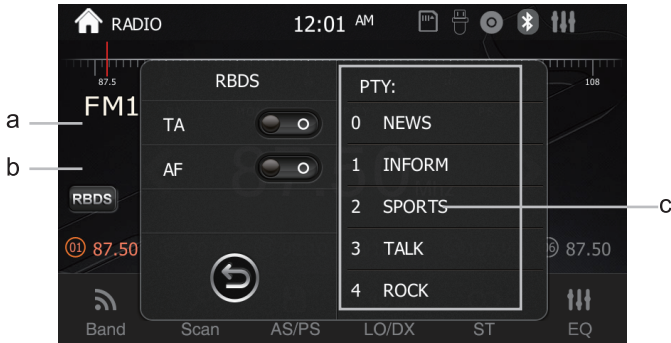 RADIO 12:01 AM
87.5 108
RBDS PTY:
FM1
a TA 0 NEWS
b AF 1 INFORM
RBDS 2 SPORTS c
01 87.50 3 TALK 87.50
4 ROCK
Band Scan AS/PS LO/DX ST EQ